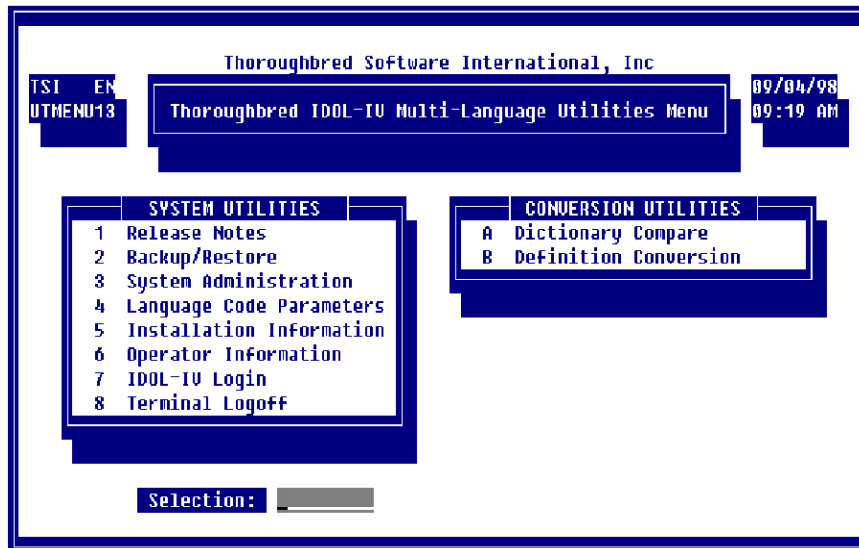 Thoroughbred Software International, Inc
TSI EN
09/04/98
UTMENU13
Thoroughbred IDOL-IV Multi-Language Utilities Menu
09:19 AM
SYSTEM UTILITIES
1 Release Notes
2 Backup/Restore
3 System Administration
4 Language Code Parameters
5 Installation Information
6 Operator Information
7 IDOL-IV Login
8 Terminal Logoff
CONVERSION UTILITIES
A Dictionary Compare
B Definition Conversion
Selection: